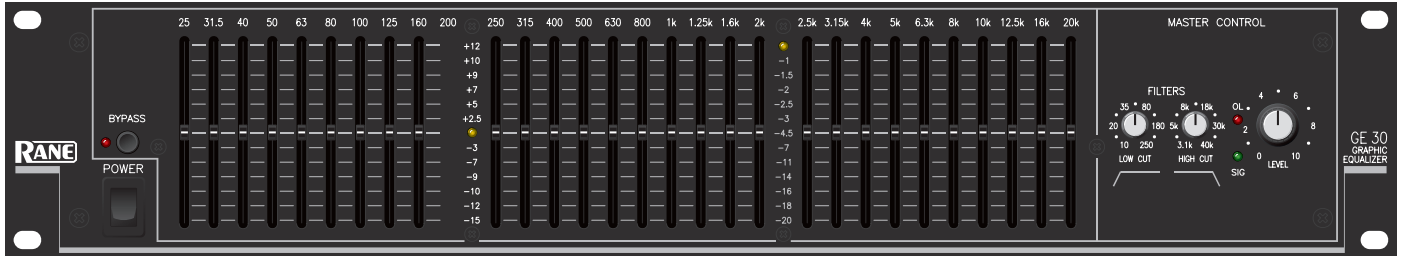 25 31.5 40 50 63 80 100 125 160 200 250 315 400 500 630 800 1k 1.25k 1.6k 2k 2.5k 3.15k 4k 5k 6.3k 8k 10k 12.5k 16k 20k MASTER CONTROL
+12
+10 −1
+9 −1.5
+7 −2
+5 −2.5
+2.5 −3
−4.5
−3 −7
−7 −11
−9 −14
−10 −16
−12 −18
−15 −20
BYPASS
RANE
POWER
FILTERS
35 80
20 180
10 250
LOW CUT
8k 18k
5k 30k
3.1k 40k
HIGH CUT
OL
SIG
4 6
2 8
0 10
LEVEL
GE 30
GRAPHIC
EQUALIZER